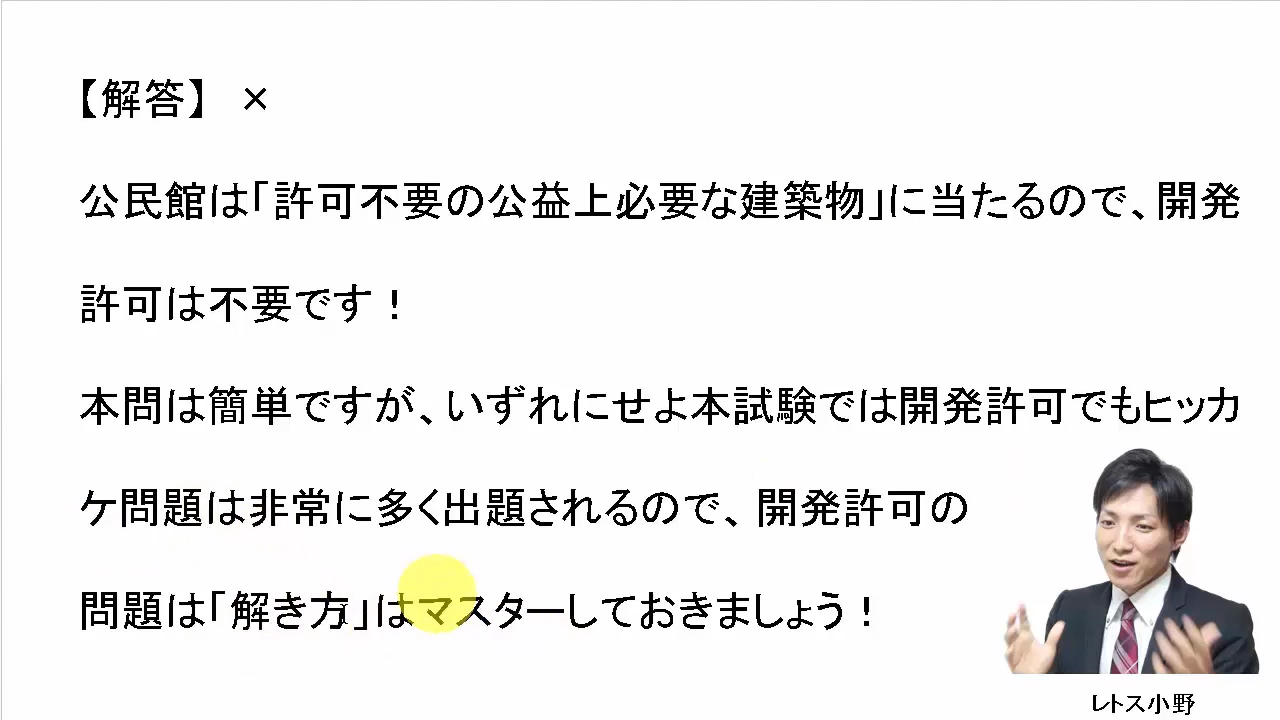 【解答】 ×
公民館は「許可不要の公益上必要な建築物」に当たるので、開発
許可は不要です！
本問は簡単ですが、いずれにせよ本試験では開発許可でもヒッカ
ケ問題は非常に多く出題されるので、開発許可の
問題は「解き方」はマスターしておきましょう！
レトス小野